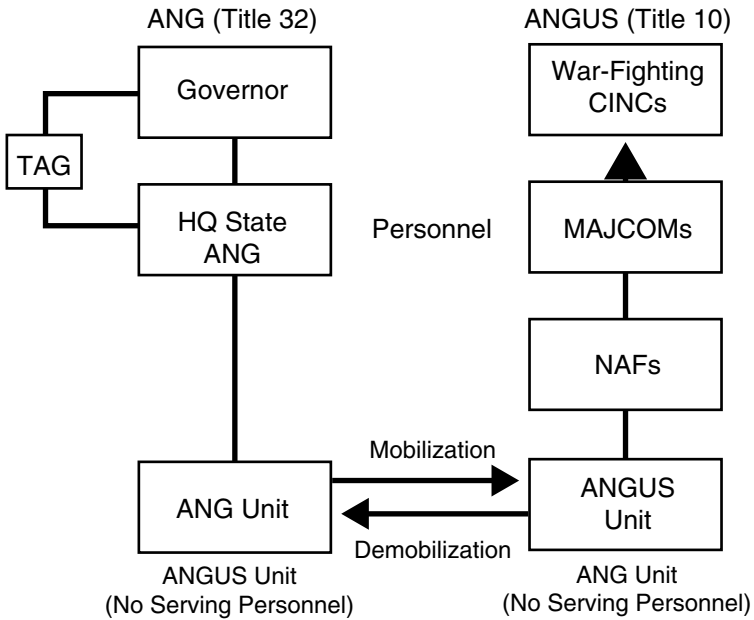 ANG (Title 32)
Governor
TAG
HQ State
ANG
ANG Unit
ANGUS Unit
(No Serving Personnel)
Personnel
Mobilization
Demobilization
ANGUS (Title 10)
War-Fighting
CINCs
MAJCOMs
NAFs
ANGUS
Unit
ANG Unit
(No Serving Personnel)